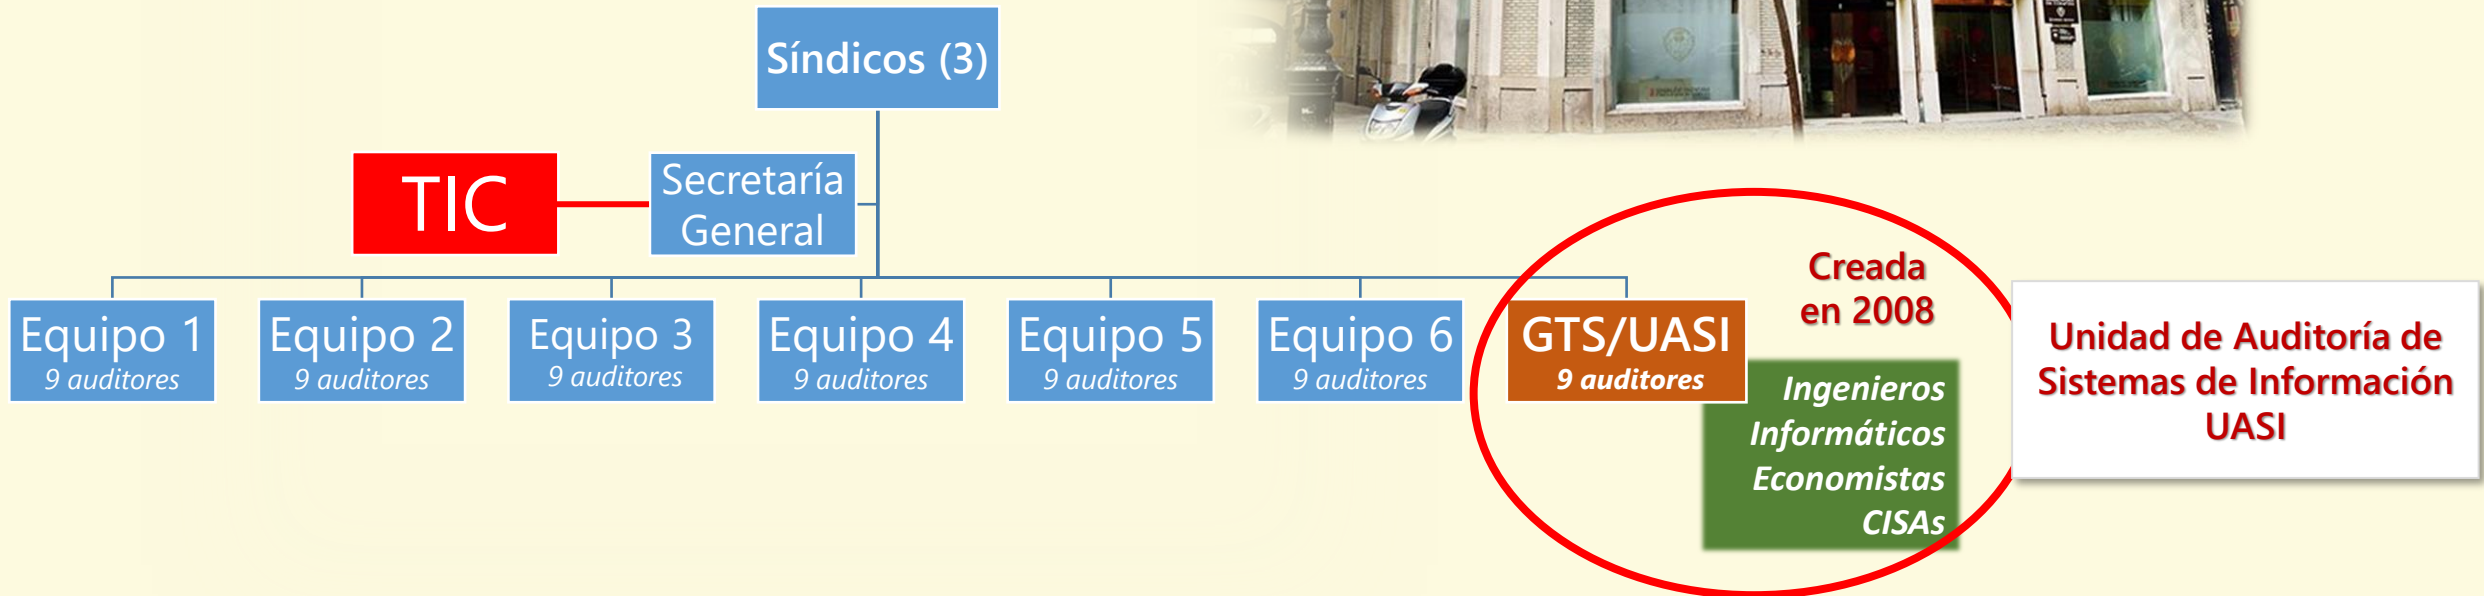 Síndicos (3)
TIC
Secretaría
General
Equipo 1
9 auditores
Equipo 2
9 auditores
Equipo 3
9 auditores
Equipo 4
9 auditores
Equipo 5
9 auditores
Equipo 6
9 auditores
GTS/UASI
9 auditores
Creada
en 2008
Ingenieros
Informáticos
Economistas
CISAs
Unidad de Auditoría de
Sistemas de Información
UASI